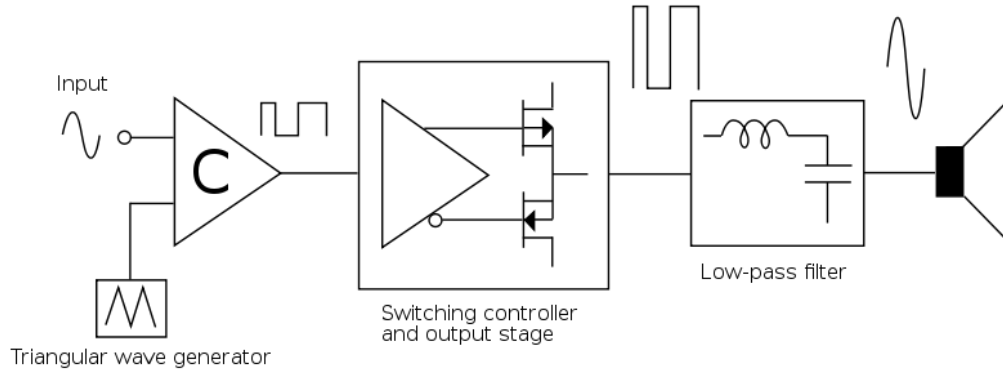 Input
C
Switching controller
and output stage
Low-pass filter
Triangular wave generator